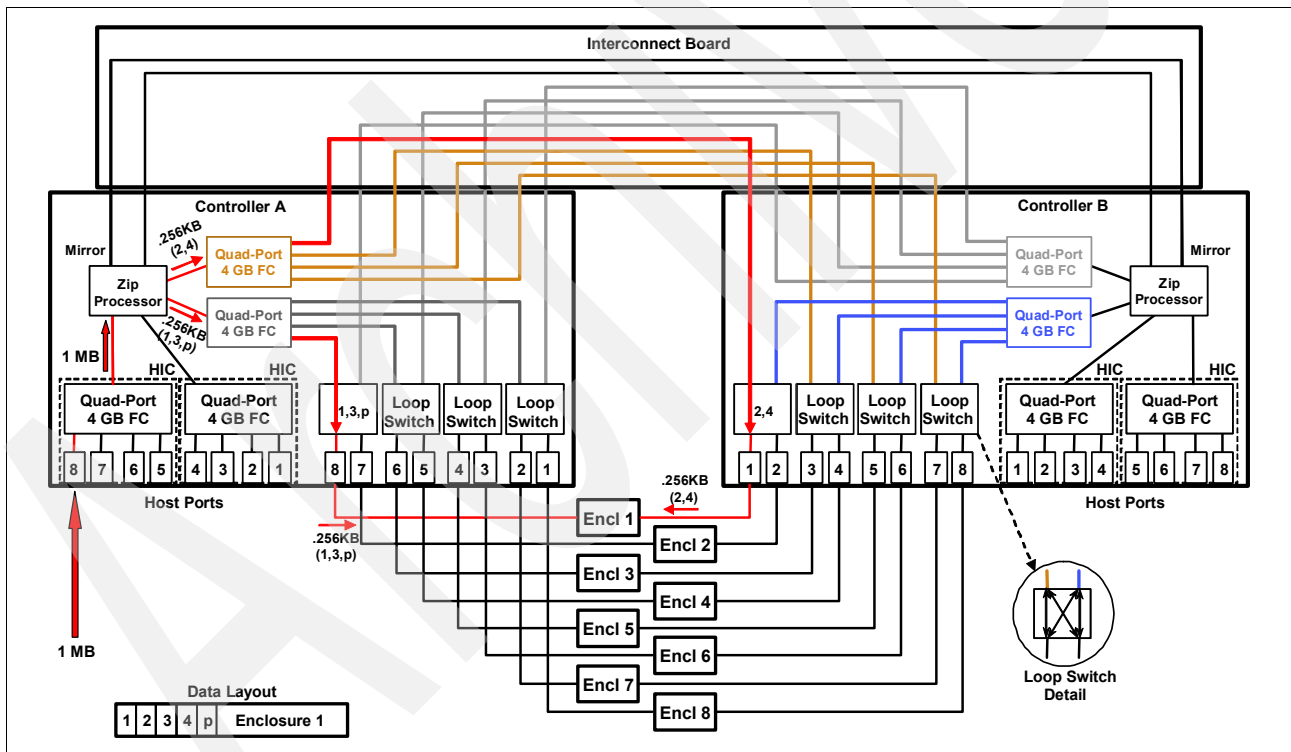 Interconnect Board
Controller A
Controller B
.256KB
(2,4)
Mirror
Quad-Port
4 GB FC
Zip
Processor
Quad-Port
4 GB FC
.256KB
(1,3,p)
1 MB
HIC
HIC
Quad-Port
4 GB FC
Quad-Port
4 GB FC
1,3,p
Loop
Switch
Loop
Switch
Loop
Switch
8 7 6 5 4 3 2 1
8 7 6 5 4 3 2 1
Host Ports
Quad-Port
4 GB FC
Mirror
Zip
Processor
Quad-Port
4 GB FC
2,4
Loop
Switch
Loop
Switch
Loop
Switch
HIC
HIC
Quad-Port
4 GB FC
Quad-Port
4 GB FC
1 2 3 4 5 6 7 8
1 2 3 4 5 6 7 8
Host Ports
.256KB
(2,4)
.256KB
(1,3,p)
Encl 1
Encl 2
Encl 3
Encl 4
Encl 5
Encl 6
Encl 7
Encl 8
1 MB
Loop Switch
Detail
Data Layout
1 2 3 4 p Enclosure 1